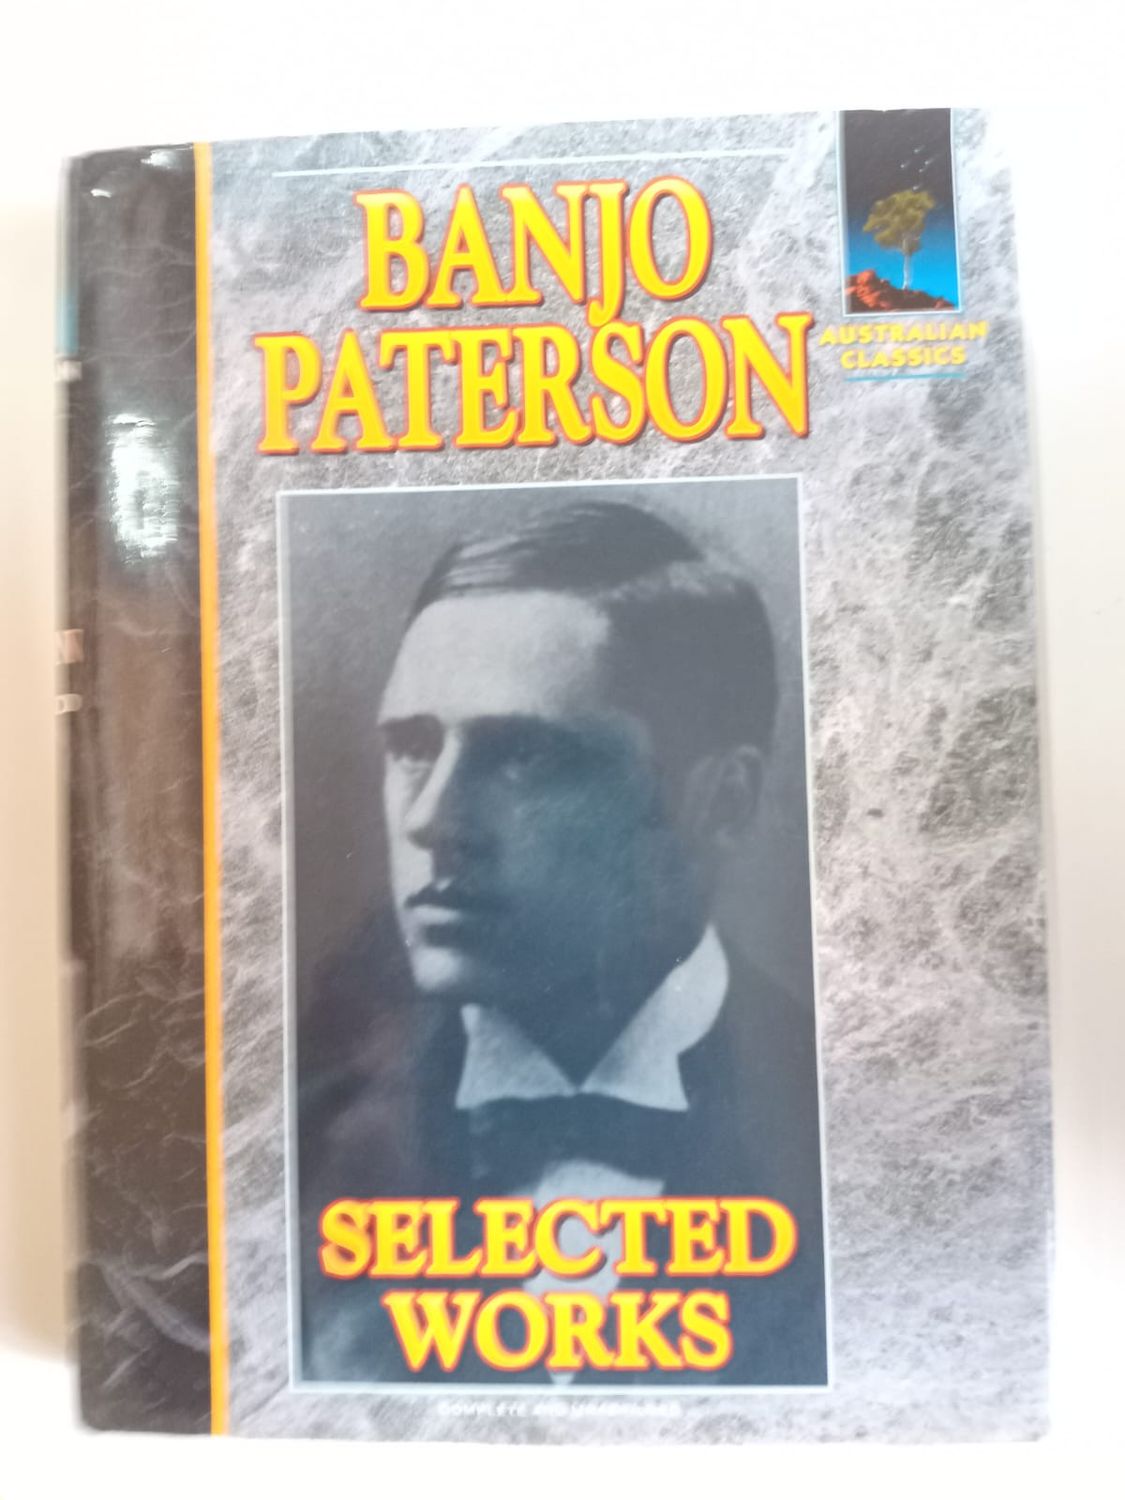 BANJO
PATERSON
AUSTRALIAN
CLASSICS
SELECTED
WORKS
COMPLETE AND UNABRIDGED